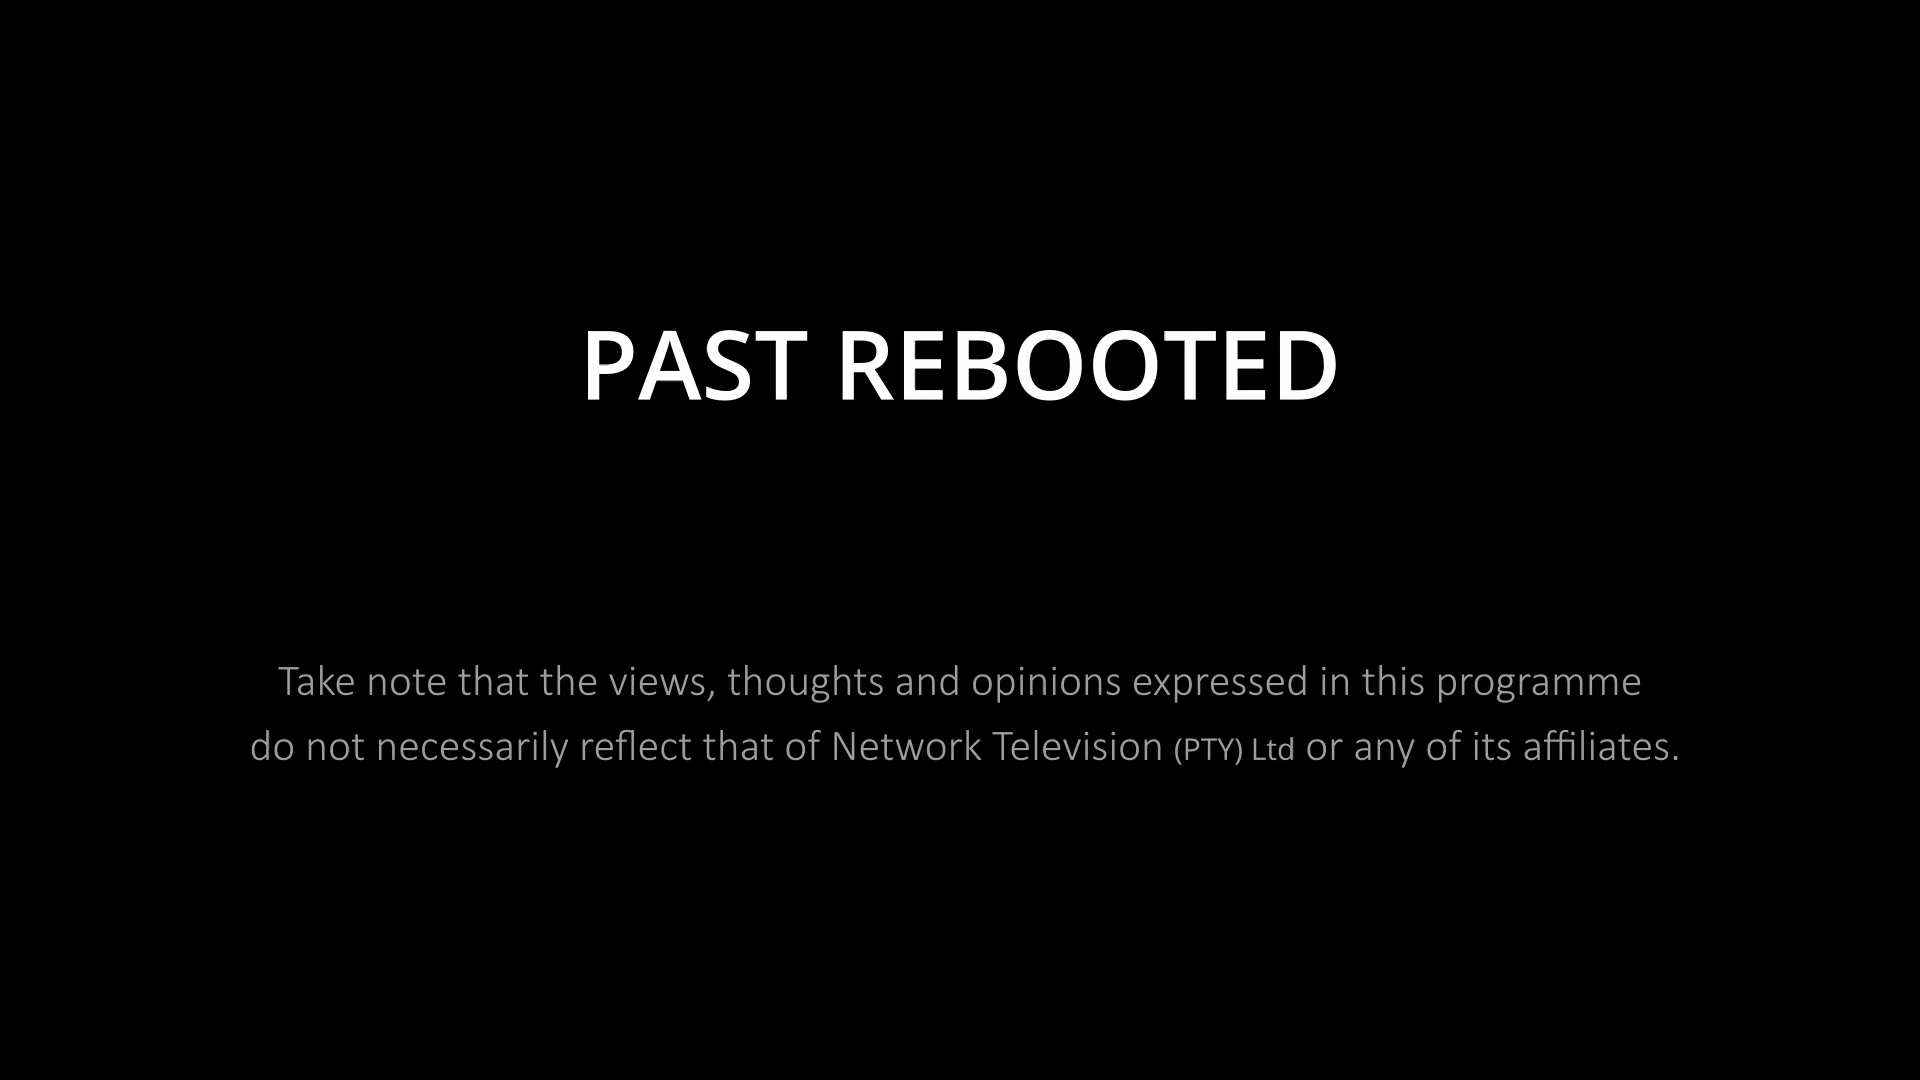 PAST REBOOTED
Take note that the views, thoughts and opinions expressed in this programme
do not necessarily reflect that of Network Television (PTY) Ltd or any of its affiliates.